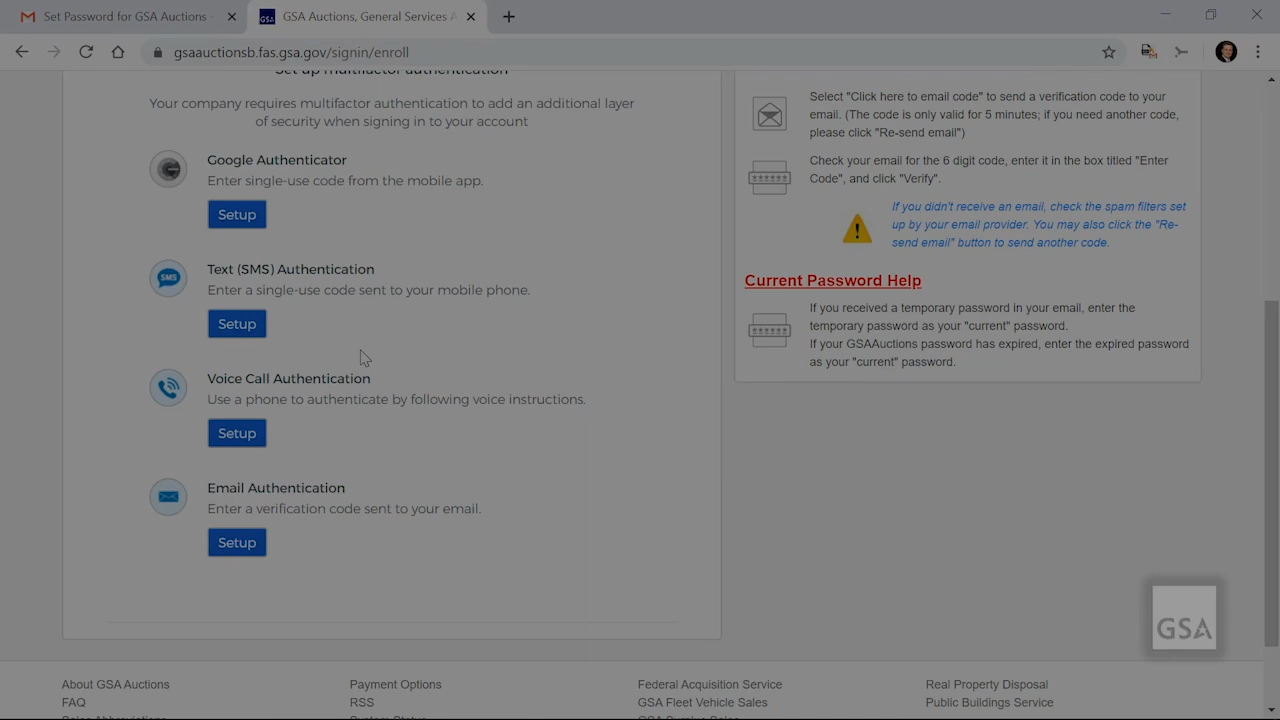 Set Password for GSA Auctions
GSA Auctions, General Services A
gsaauctionsb.fas.gsa.gov/signin/enroll
Set up multifactor authentication
Your company requires multifactor authentication to add an additional layer
of security when signing in to your account
Google Authenticator
Enter single-use code from the mobile app.
Setup
Text (SMS) Authentication
Enter a single-use code sent to your mobile phone.
SMS
Setup
Voice Call Authentication
Use a phone to authenticate by following voice instructions.
Setup
Email Authentication
Enter a verification code sent to your email.
Setup
Select "Click here to email code" to send a verification code to your
email. (The code is only valid for 5 minutes; if you need another code,
please click "Re-send email")
Check your email for the 6 digit code, enter it in the box titled "Enter
Code", and click "Verify".
If you didn't receive an email, check the spam filters set
up by your email provider. You may also click the "Re-
send email" button to send another code.
Current Password Help
If you received a temporary password in your email, enter the
temporary password as your "current" password.
If your GSAAuctions password has expired, enter the expired password
as your "current" password.
GSA
About GSA Auctions
FAQ
Sales Abbreviations
Payment Options
RSS
System Status
Federal Acquisition Service
GSA Fleet Vehicle Sales
GSA Surplus Sales
Real Property Disposal
Public Buildings Service